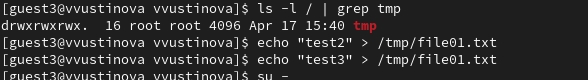 [guest3@vvustinova vvustinova]$ ls -l / | grep tmp
drwxrwxrwx.  16 root root 4096 Apr 17 15:40 tmp
[guest3@vvustinova vvustinova]$ echo "test2" > /tmp/file01.txt
[guest3@vvustinova vvustinova]$ echo "test3" > /tmp/file01.txt
[guest3@vvustinova vvustinova]$ su -